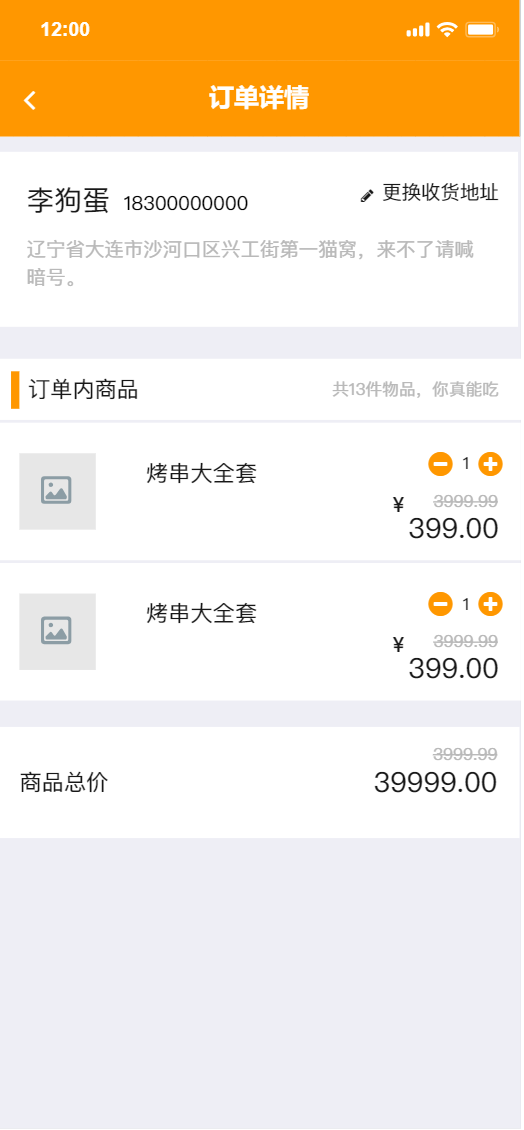 12:00
订单详情
李狗蛋 18300000000
更换收货地址
辽宁省大连市沙河口区兴工街第一猫窝，来不了请喊
暗号。
订单内商品
共13件物品，你真能吃
烤串大全套
1
¥ 3999.99
399.00
烤串大全套
1
¥ 3999.99
399.00
3999.99
商品总价
39999.00